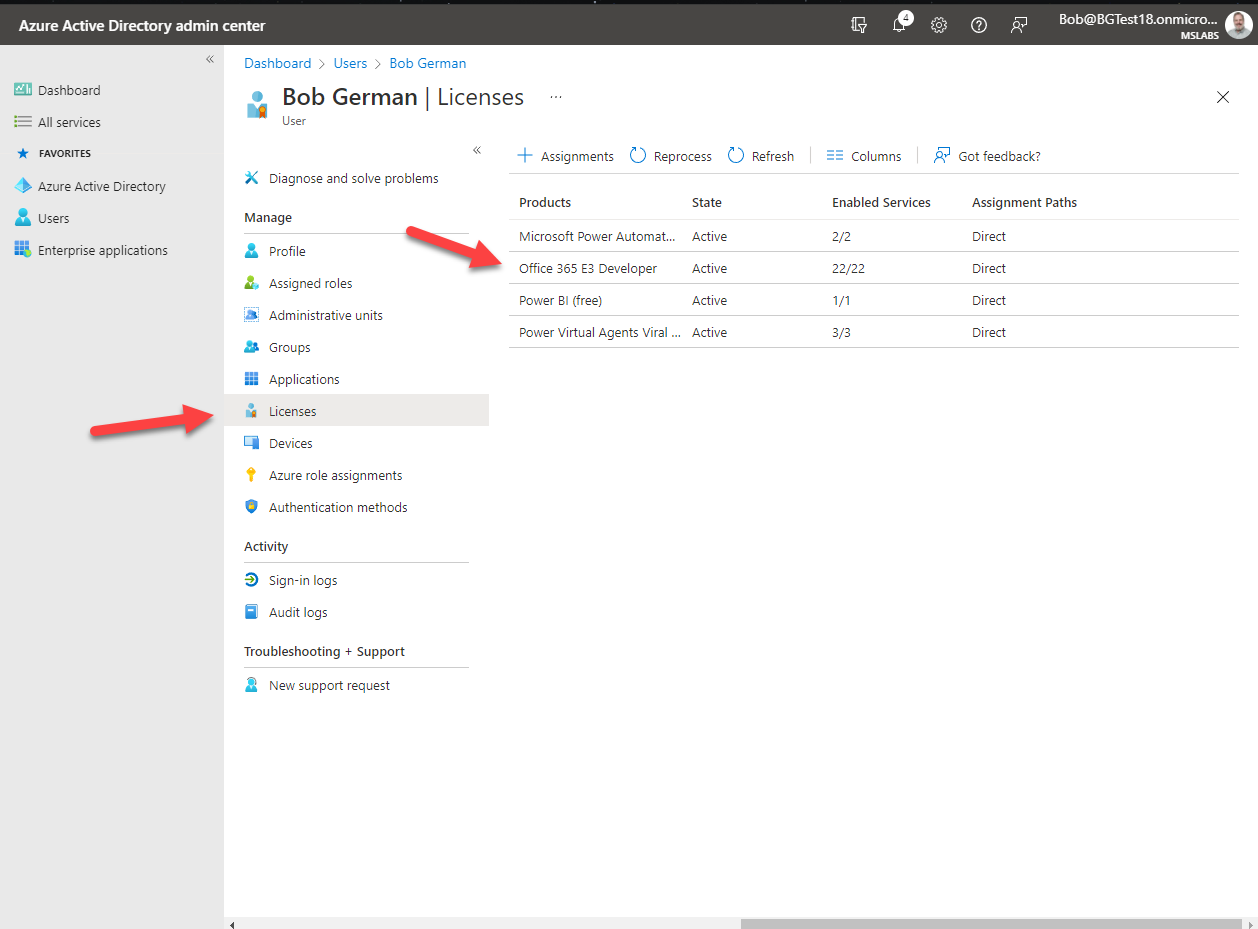 Azure Active Directory admin center
4
Bob@BGTest18.onmicro...
MSLABS
Dashboard
All services
FAVORITES
Azure Active Directory
Users
Enterprise applications
Dashboard > Users > Bob German
Bob German | Licenses ...
User
Diagnose and solve problems
Manage
Profile
Assigned roles
Administrative units
Groups
Applications
Licenses
Devices
Azure role assignments
Authentication methods
Activity
Sign-in logs
Audit logs
Troubleshooting + Support
New support request
Assignments Reprocess Refresh Columns Got feedback?
Products State Enabled Services Assignment Paths
Microsoft Power Automat... Active 2/2 Direct
Office 365 E3 Developer Active 22/22 Direct
Power BI (free) Active 1/1 Direct
Power Virtual Agents Viral ... Active 3/3 Direct